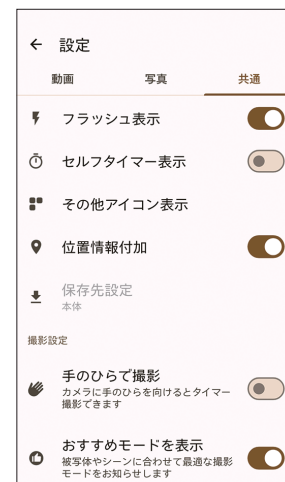 設定
動画 写真 共通
フラッシュ表示
セルフタイマー表示
その他アイコン表示
位置情報付加
保存先設定
本体
撮影設定
手のひらで撮影
カメラに手のひらを向けるとタイマー
撮影できます
おすすめモードを表示
被写体やシーンに合わせて最適な撮影
モードをお知らせします